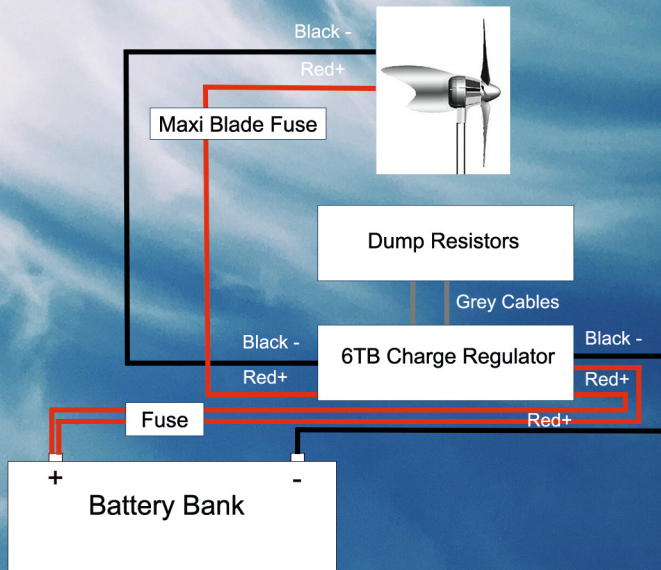 Black -
Red+
Maxi Blade Fuse
Dump Resistors
Grey Cables
Black -
6TB Charge Regulator
Black -
Red+
Red+
Fuse
Red+
+
-
Battery Bank